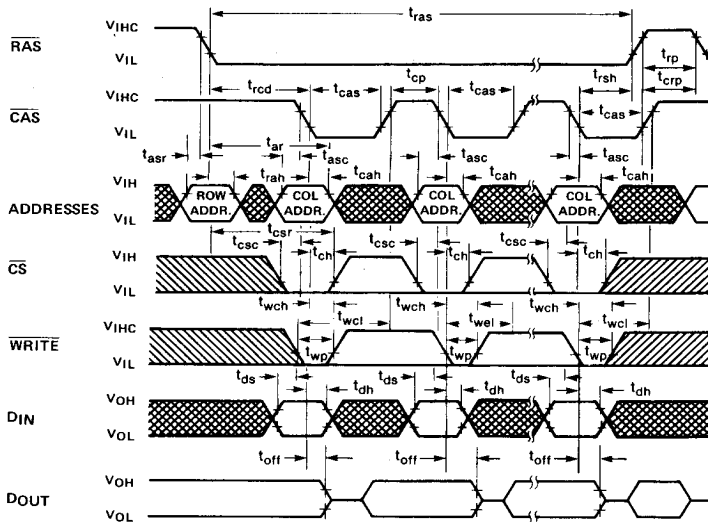 tras
VIHC
RAS
VIL
trp
trcd
tcas
tcp
tcas
trsh
tcrp
VIHC
CAS
VIL
tcas
tar
tasr
tasc
tasc
tasc
trah
tcah
tcah
tcah
VIH
ADDRESSES
VIL
ROW ADDR.
COL ADDR.
COL ADDR.
COL ADDR.
tcsr
tcsc
tcsc
tcsc
VIH
CS
VIL
tch
tch
tch
twch
twch
twch
twcl
twel
twcl
VIHC
WRITE
VIL
twp
twp
twp
tds
tds
tds
tdh
tdh
tdh
VOH
DIN
VOL
toff
toff
toff
VOH
DOUT
VOL